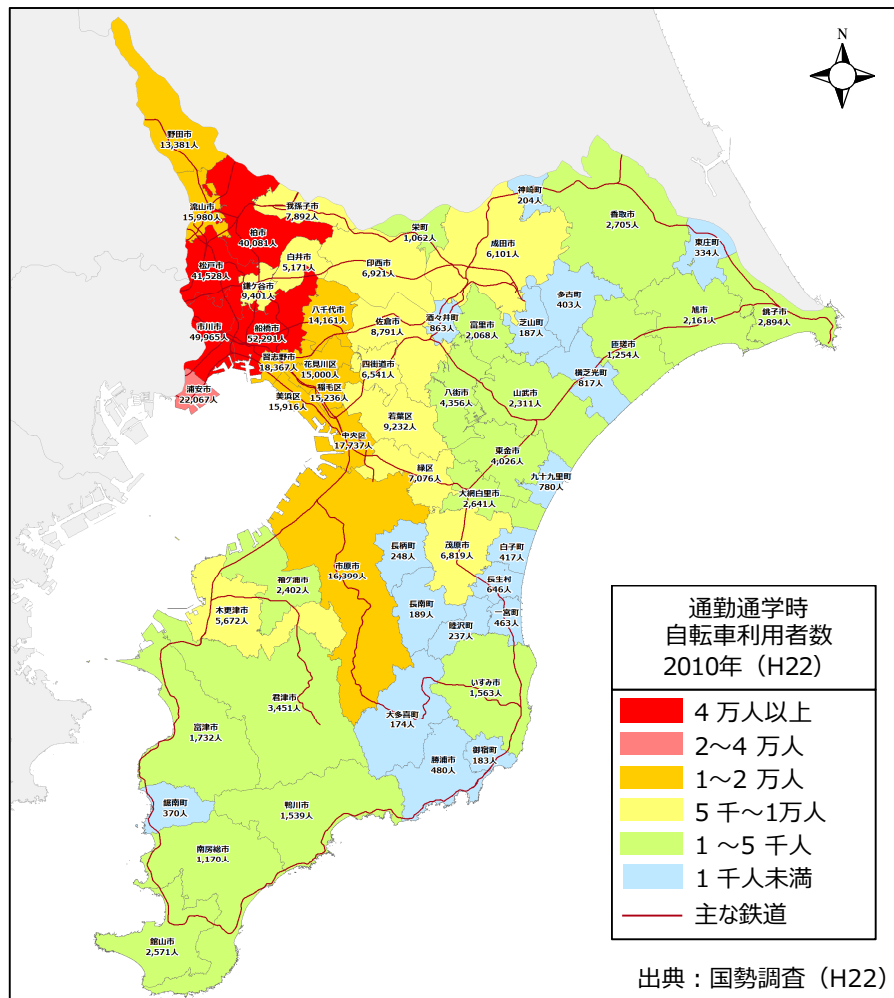 N
野田市
13,381人
流山市
15,980人
柏市
40,081人
我孫子市
7,892人
松戸市
41,528人
鎌ケ谷市
9,401人
白井市
5,171人
印西市
6,921人
栄町
1,062人
成田市
6,101人
神崎町
204人
香取市
2,705人
東庄町
334人
多古町
403人
旭市
2,161人
銚子市
2,894人
匝瑳市
1,254人
芝山町
187人
横芝光町
817人
市川市
49,965人
船橋市
52,291人
八千代市
14,161人
佐倉市
8,791人
酒々井町
863人
富里市
2,068人
習志野市
18,367人
花見川区
15,000人
四街道市
6,541人
浦安市
22,067人
美浜区
15,916人
稲毛区
15,236人
若葉区
9,232人
八街市
4,356人
山武市
2,311人
中央区
17,737人
緑区
7,076人
東金市
4,026人
九十九里町
780人
大網白里市
2,641人
市原市
16,399人
長柄町
248人
茂原市
6,819人
白子町
417人
長生村
646人
一宮町
463人
長南町
189人
睦沢町
237人
袖ケ浦市
2,402人
木更津市
5,672人
君津市
3,451人
富津市
1,732人
いすみ市
1,563人
大多喜町
174人
御宿町
183人
勝浦市
480人
鋸南町
370人
鴨川市
1,539人
南房総市
1,170人
館山市
2,571人
通勤通学時
自転車利用者数
2010年（H22）
4 万人以上
2～4 万人
1～2 万人
5 千～1万人
1 ～5 千人
1 千人未満
主な鉄道
出典：国勢調査（H22）